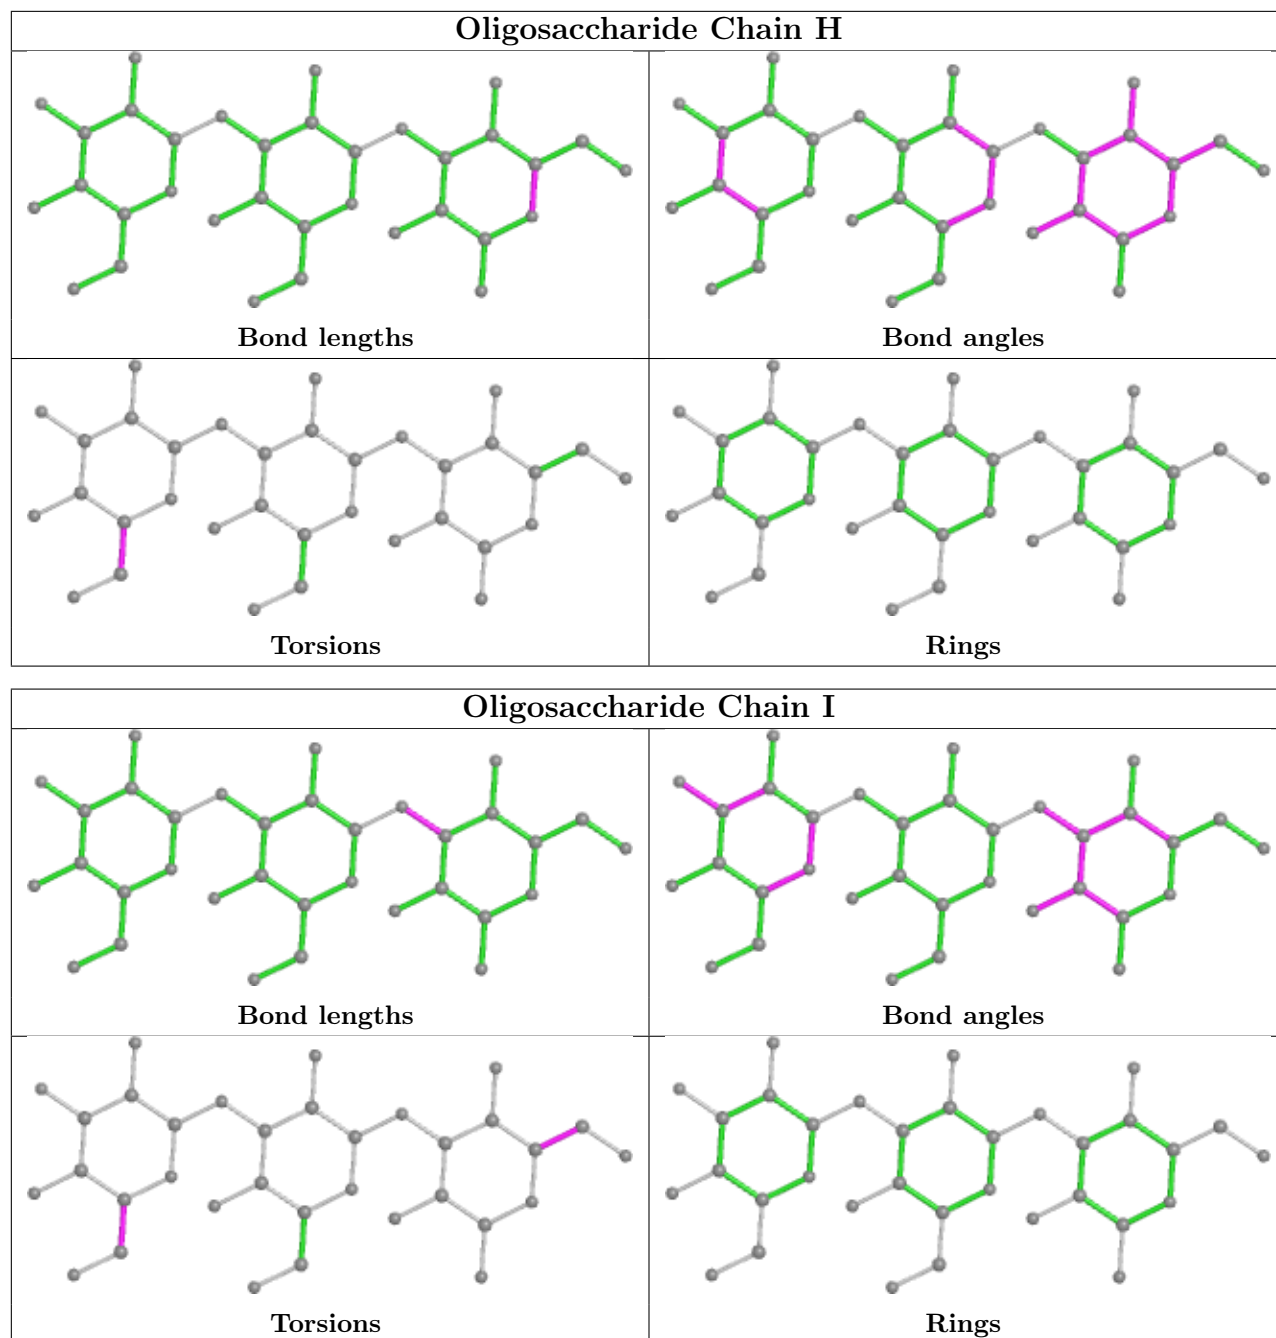 Oligosaccharide Chain H
Bond lengths
Bond angles
Torsions
Rings
Oligosaccharide Chain I
Bond lengths
Bond angles
Torsions
Rings